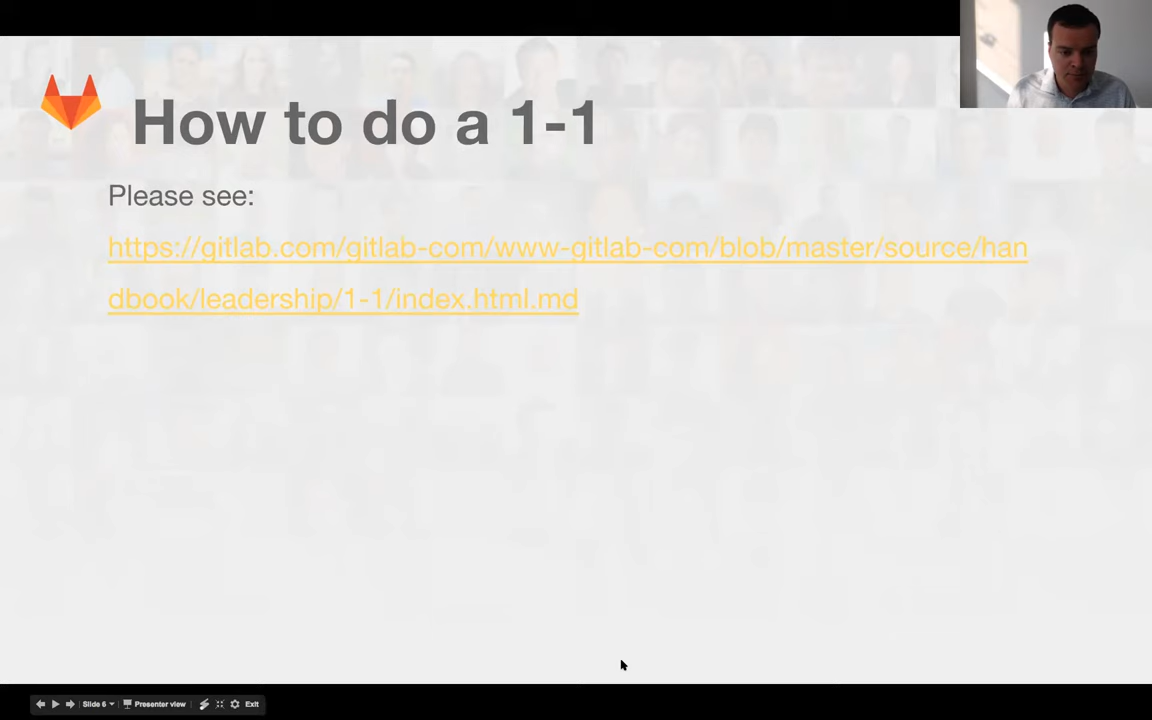 How to do a 1-1
Please see:
https://gitlab.com/gitlab-com/www-gitlab-com/blob/master/source/han
dbook/leadership/1-1/index.html.md
Slide 6
Presenter view
Exit